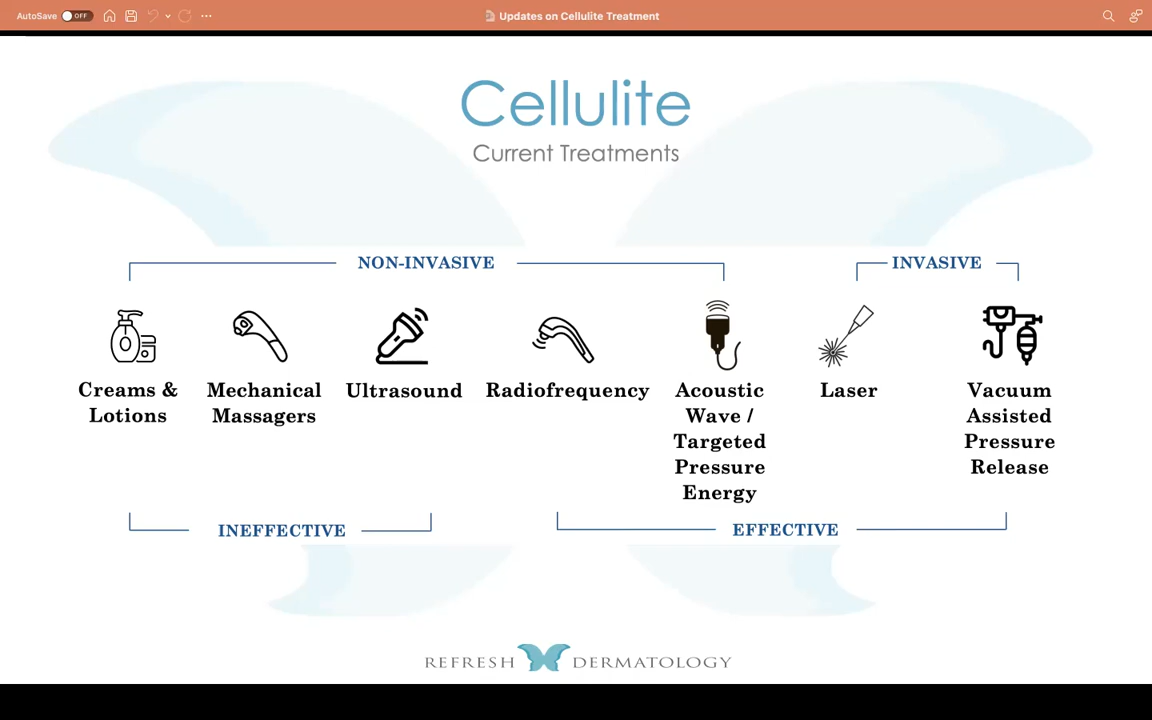 AutoSave OFF
Updates on Cellulite Treatment
Cellulite
Current Treatments
NON-INVASIVE
INVASIVE
Creams &
Lotions
Mechanical
Massagers
Ultrasound
Radiofrequency
Acoustic
Wave /
Targeted
Pressure
Energy
Laser
Vacuum
Assisted
Pressure
Release
INEFFECTIVE
EFFECTIVE
REFRESH DERMATOLOGY